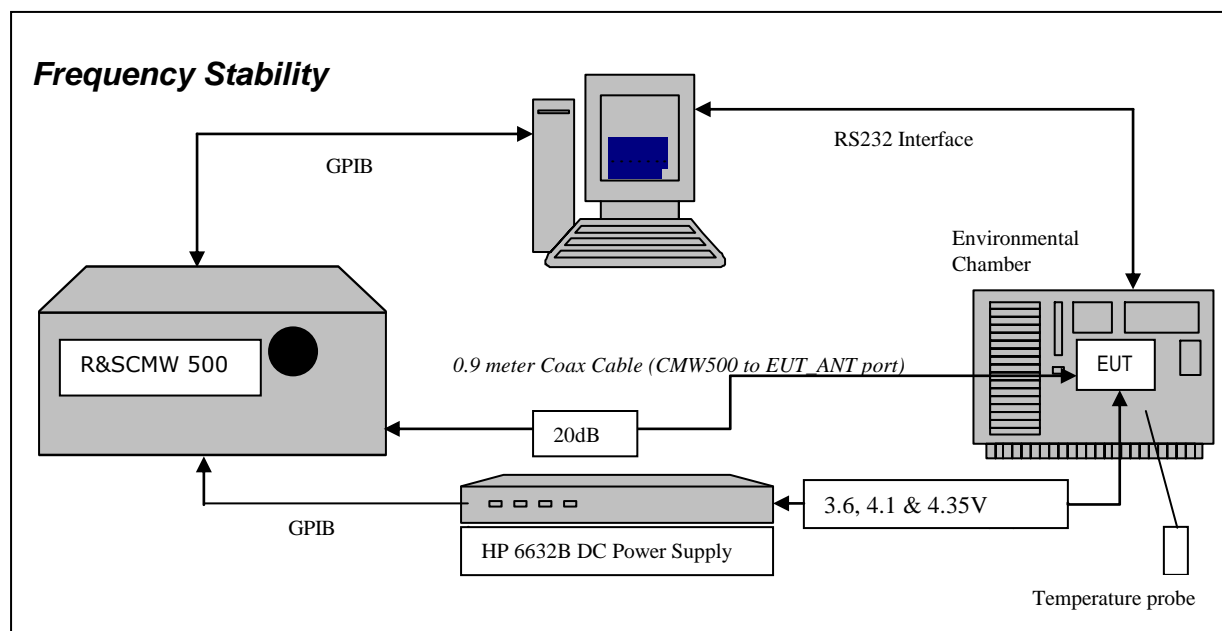 Frequency Stability
GPIB
RS232 Interface
Environmental
Chamber
R&SCMW 500
0.9 meter Coax Cable (CMW500 to EUT_ANT port)
EUT
20dB
3.6, 4.1 & 4.35V
GPIB
HP 6632B DC Power Supply
Temperature probe